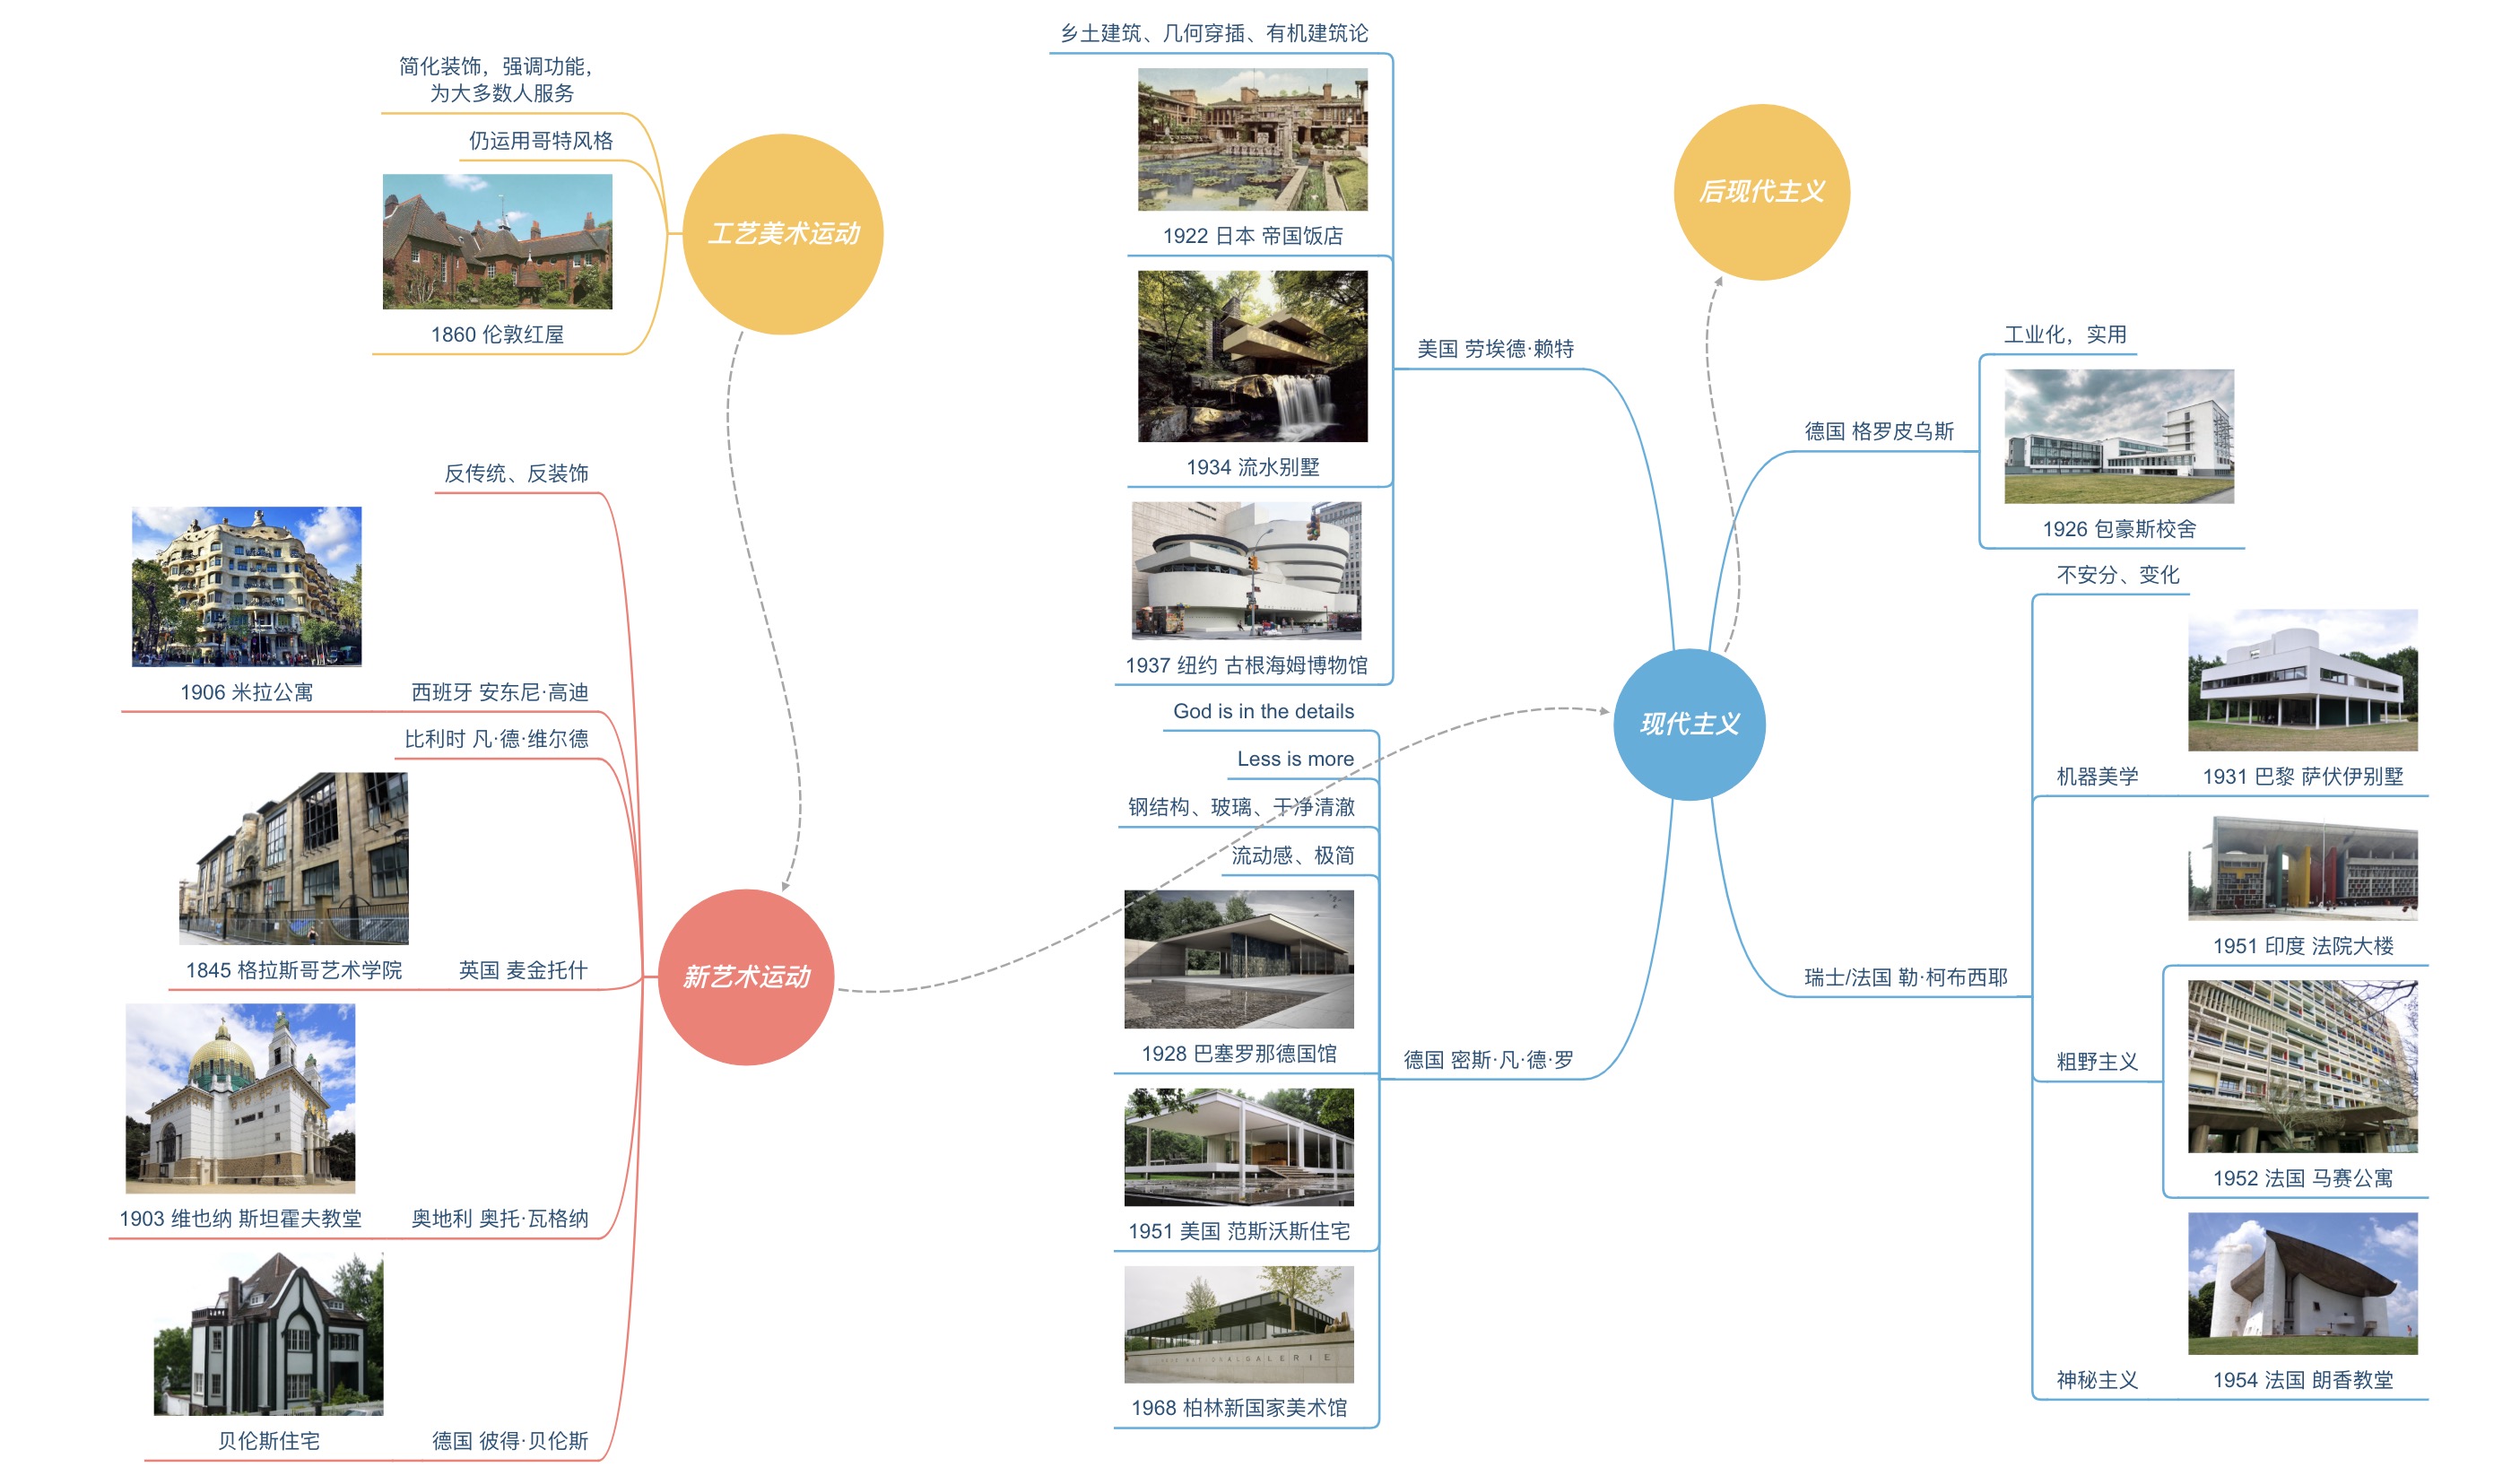 简化装饰，强调功能，
为大多数人服务
仍运用哥特风格
1860 伦敦红屋
工艺美术运动
反传统、反装饰
1906 米拉公寓
西班牙 安东尼·高迪
比利时 凡·德·维尔德
1845 格拉斯哥艺术学院
英国 麦金托什
1903 维也纳 斯坦霍夫教堂
奥地利 奥托·瓦格纳
贝伦斯住宅
德国 彼得·贝伦斯
新艺术运动
乡土建筑、几何穿插、有机建筑论
1922 日本 帝国饭店
1934 流水别墅
1937 纽约 古根海姆博物馆
美国 劳埃德·赖特
God is in the details
Less is more
钢结构、玻璃、干净清澈
流动感、极简
1928 巴塞罗那德国馆
1951 美国 范斯沃斯住宅
NATIONALGALERIE
1968 柏林新国家美术馆
德国 密斯·凡·德·罗
现代主义
后现代主义
德国 格罗皮乌斯
工业化，实用
1926 包豪斯校舍
瑞士/法国 勒·柯布西耶
不安分、变化
机器美学
1931 巴黎 萨伏伊别墅
粗野主义
1951 印度 法院大楼
1952 法国 马赛公寓
神秘主义
1954 法国 朗香教堂